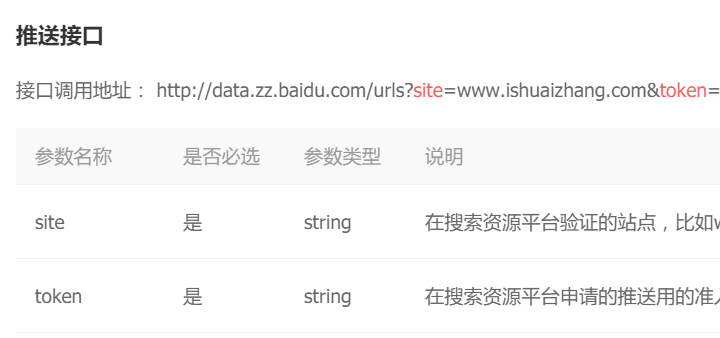 推送接口
接口调用地址： http://data.zz.baidu.com/urls?site=www.ishuaizhang.com&token=
参数名称 是否必选 参数类型 说明
site 是 string 在搜索资源平台验证的站点，比如
token 是 string 在搜索资源平台申请的推送用的准